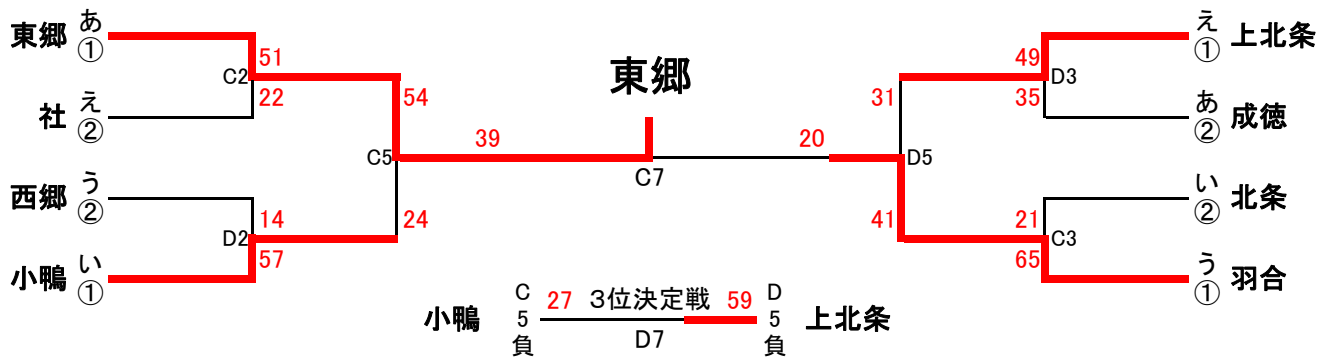 東郷 あ ①
社 え ②
西郷 う ②
小鴨 い ①
C2 51 22
D2 14 57
C5 54 24
東郷
39 C7 20
31 D5 41
49 D3 35
21 C3 65
え ① 上北条
あ ② 成徳
い ② 北条
う ① 羽合
小鴨 C5負 27 3位決定戦 59 D5負 上北条
D7